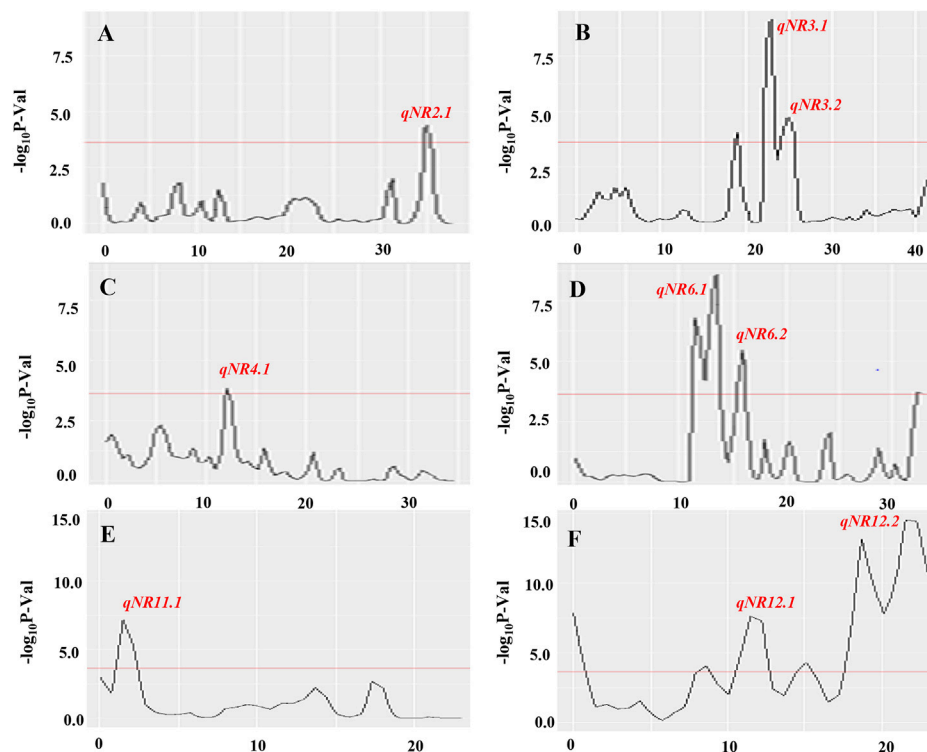 A
7.5
qNR2.1
5.0
2.5
0.0
-log10P-Val
0 10 20 30
B
qNR3.1
7.5
qNR3.2
5.0
2.5
0.0
-log10P-Val
0 10 20 30 40
C
7.5
5.0
qNR4.1
2.5
0.0
-log10P-Val
0 10 20 30
D
qNR6.1
7.5
qNR6.2
5.0
2.5
0.0
-log10P-Val
0 10 20 30
15.0
E
10.0
qNR11.1
5.0
0.0
-log10P-Val
0 10 20
15.0
F
qNR12.2
10.0
qNR12.1
5.0
0.0
-log10P-Val
0 10 20